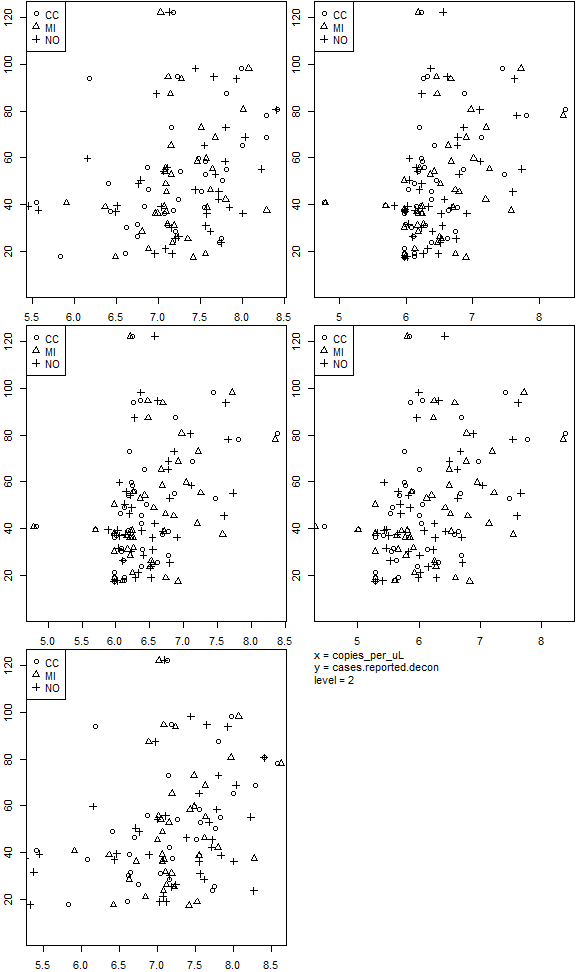 120
100
80
60
40
20
CC
MI
NO
5.5 6.0 6.5 7.0 7.5 8.0 8.5
120
100
80
60
40
20
CC
MI
NO
5 6 7 8
120
100
80
60
40
20
CC
MI
NO
5.0 5.5 6.0 6.5 7.0 7.5 8.0 8.5
120
100
80
60
40
20
CC
MI
NO
5 6 7 8
120
100
80
60
40
20
CC
MI
NO
5.5 6.0 6.5 7.0 7.5 8.0 8.5
x = copies_per_uL
y = cases.reported.decon
level = 2